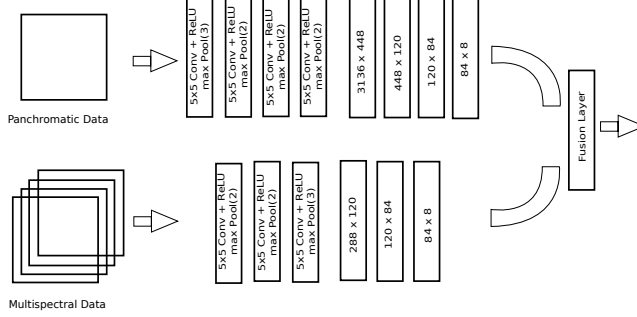 5x5 Conv + ReLU
max Pool(3)
5x5 Conv + ReLU
max Pool(2)
5x5 Conv + ReLU
max Pool(2)
5x5 Conv + ReLU
max Pool(2)
3136 x 448
448 x 120
120 x 84
84 x 8
Panchromatic Data
Fusion Layer
5x5 Conv + ReLU
max Pool(2)
5x5 Conv + ReLU
max Pool(2)
5x5 Conv + ReLU
max Pool(3)
288 x 120
120 x 84
84 x 8
Multispectral Data